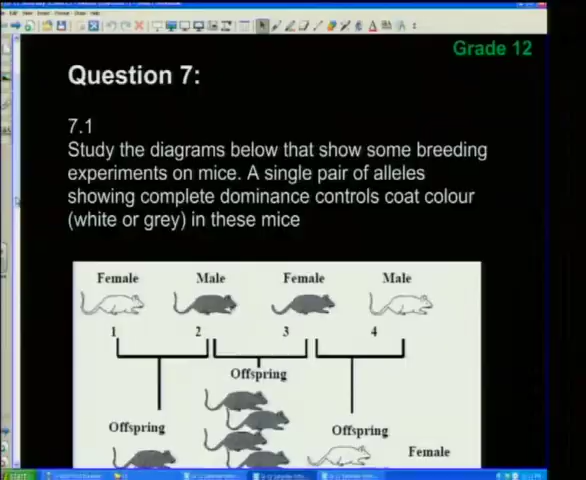 Grade 12
Question 7:
7.1
Study the diagrams below that show some breeding
experiments on mice. A single pair of alleles
showing complete dominance controls coat colour
(white or grey) in these mice
Female Male Female Male
1 2 3 4
Offspring
Offspring Offspring
Female
start